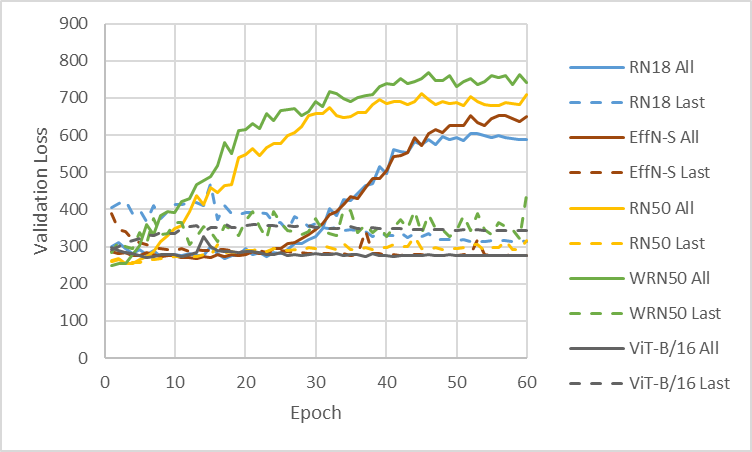 900
800
700
600
500
400
300
200
100
0
Validation Loss
0 10 20 30 40 50 60
Epoch
RN18 All
RN18 Last
EffN-S All
EffN-S Last
RN50 All
RN50 Last
WRN50 All
WRN50 Last
ViT-B/16 All
ViT-B/16 Last